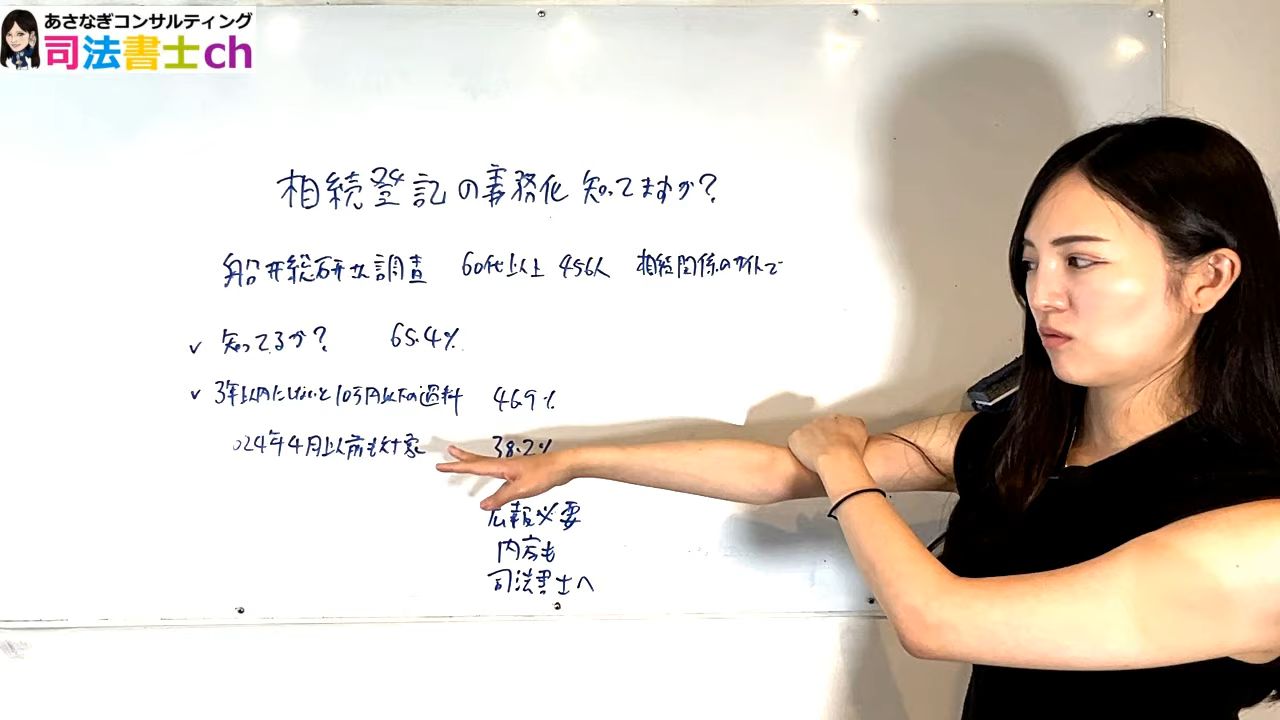 あさなぎコンサルティング
司法書士ch
相続登記の義務化 知ってますか?
船井総研調査 60代以上 456人 相続関係のサイトで
✓ 知ってるか? 65.4%
✓ 3年以内にしないと10万円以下の過料 46.9%
024年4月以前も対象 38.2%
広報必要
内容も
司法書士へ